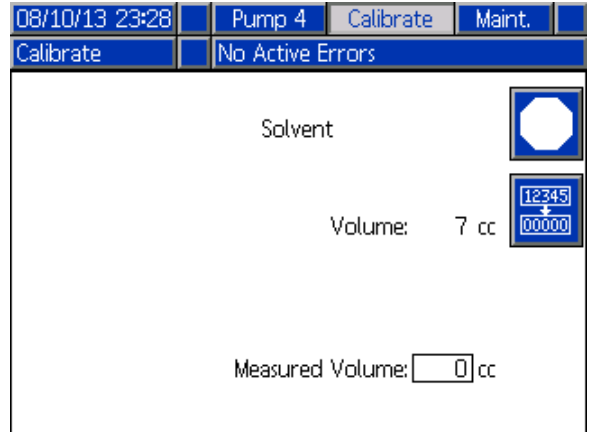 08/10/13 23:28 Pump 4 Calibrate Maint.
Calibrate No Active Errors
Solvent
12345
Volume: 7 cc 00000
Measured Volume: 0 cc